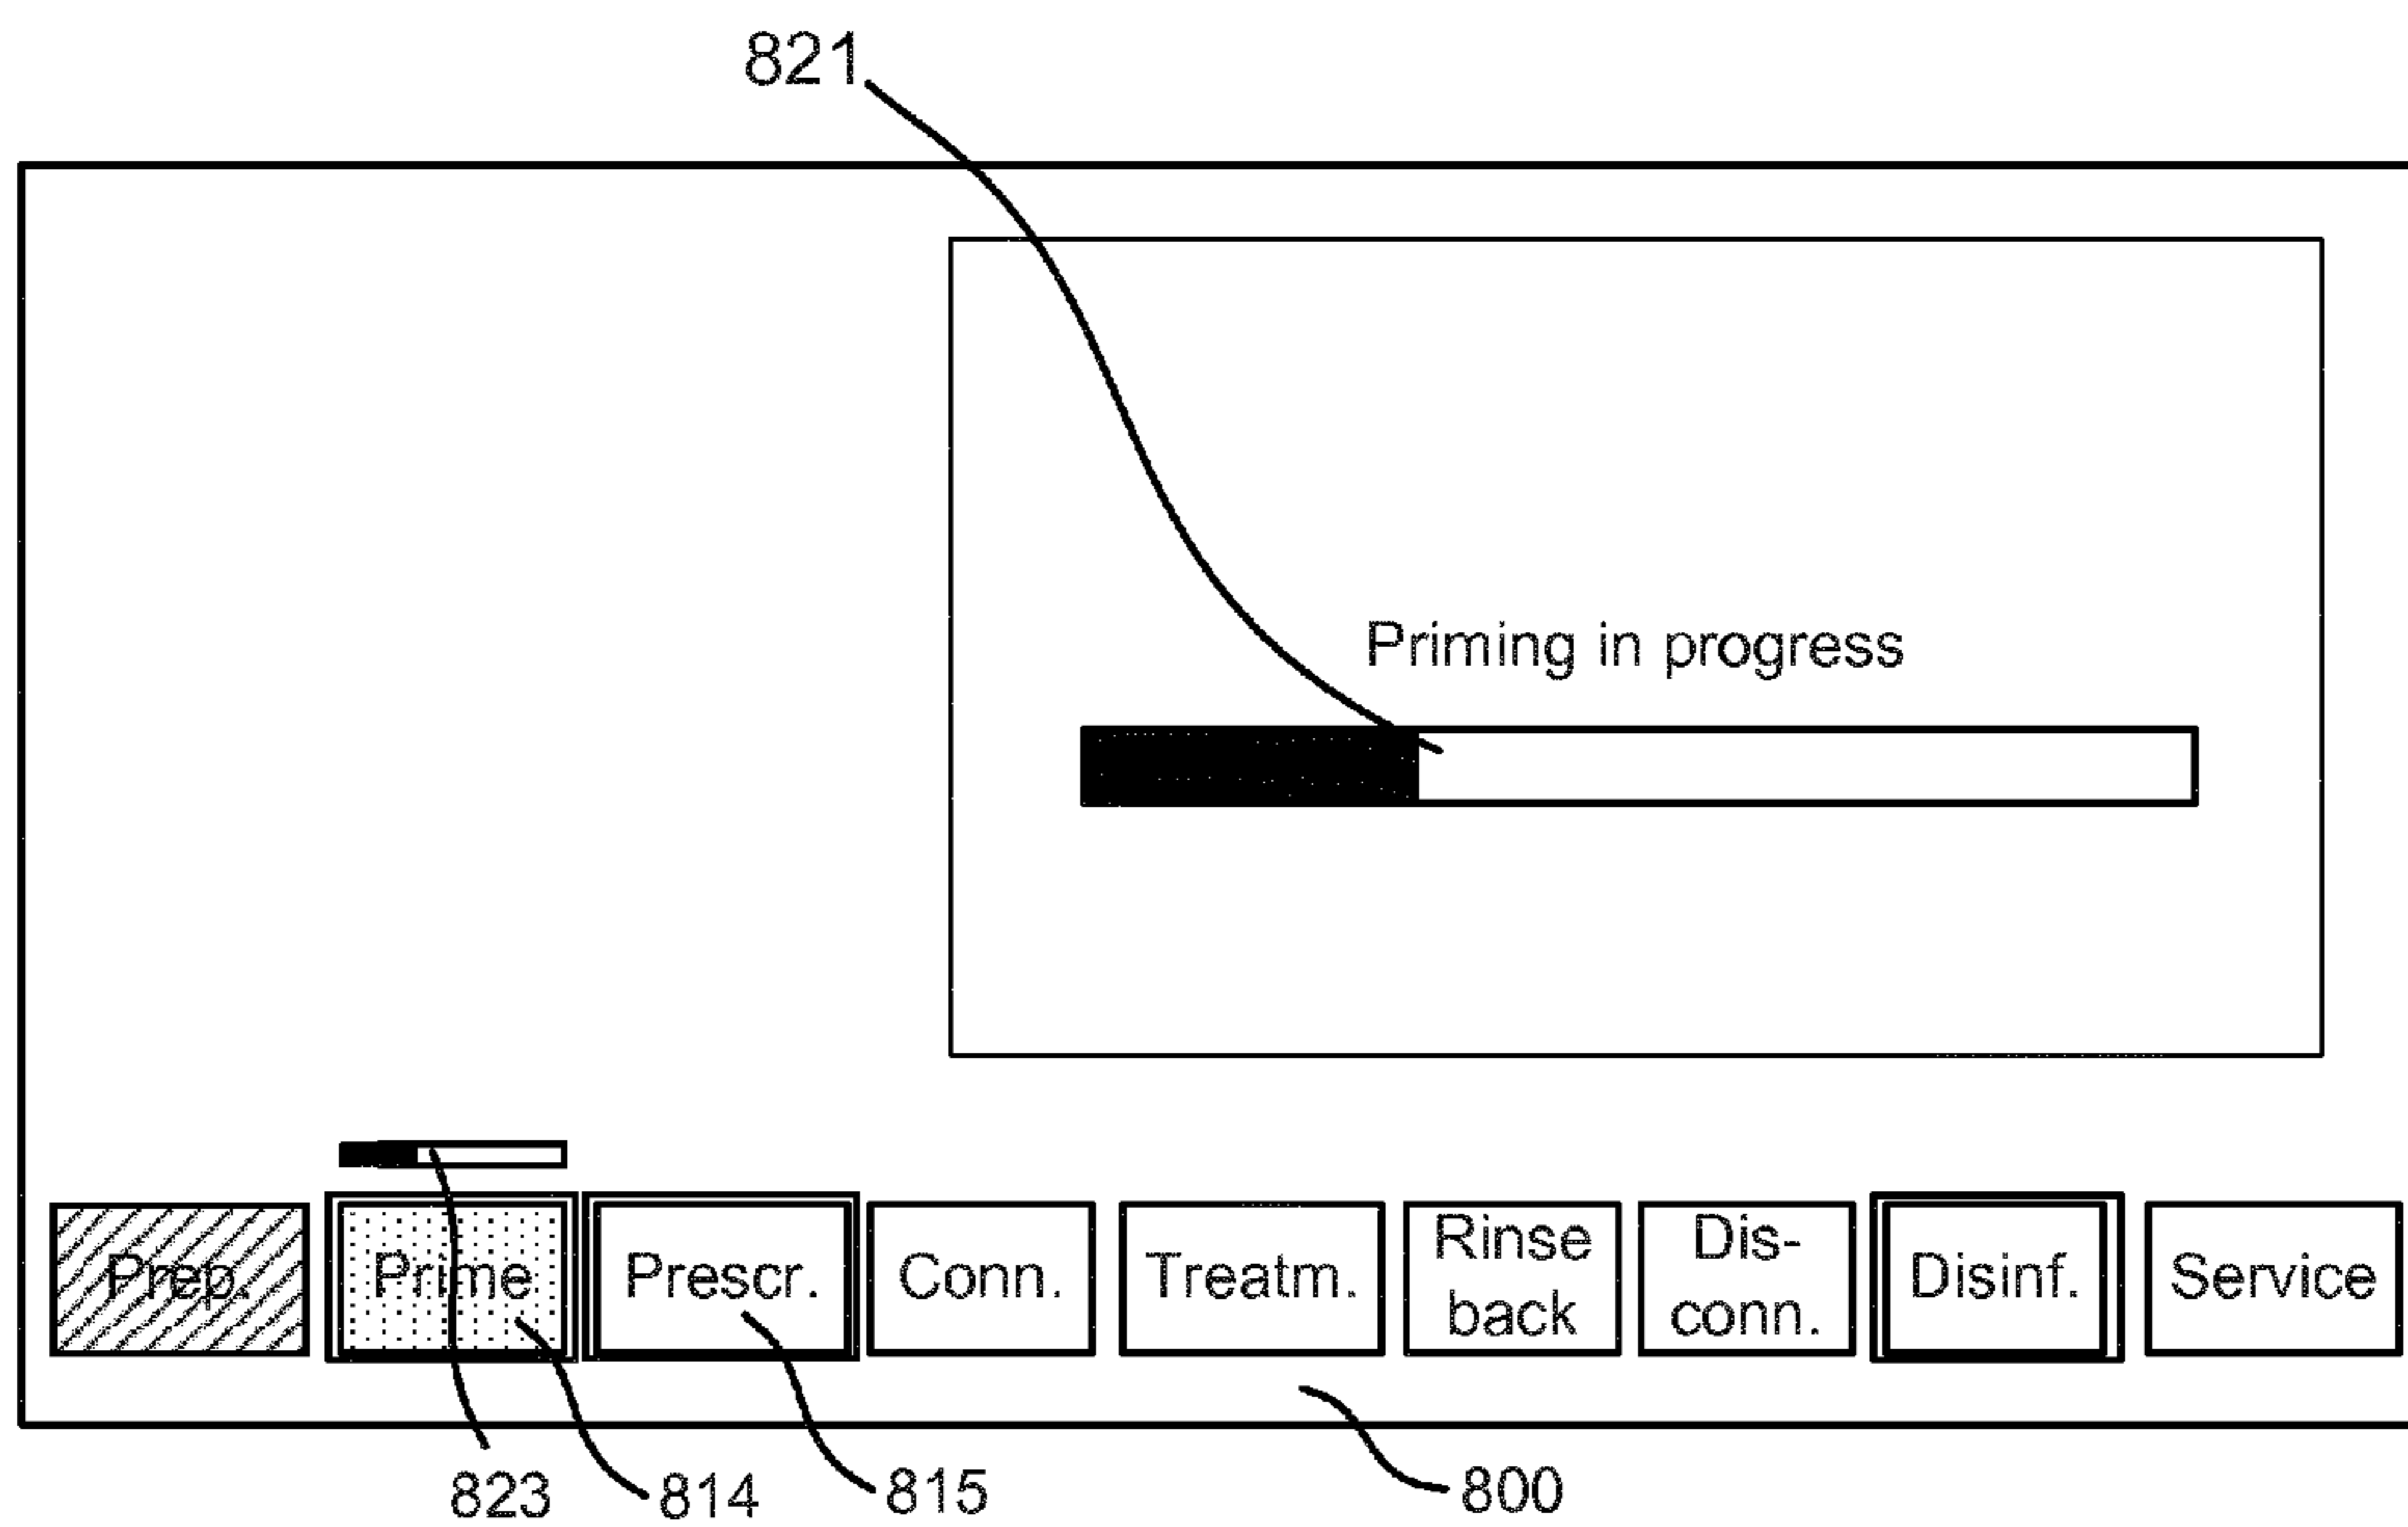 821
Priming in progress
Prep.
Prime
Prescr.
Conn.
Treatm.
Rinse
back
Dis-
conn.
Disinf.
Service
823
814
815
800